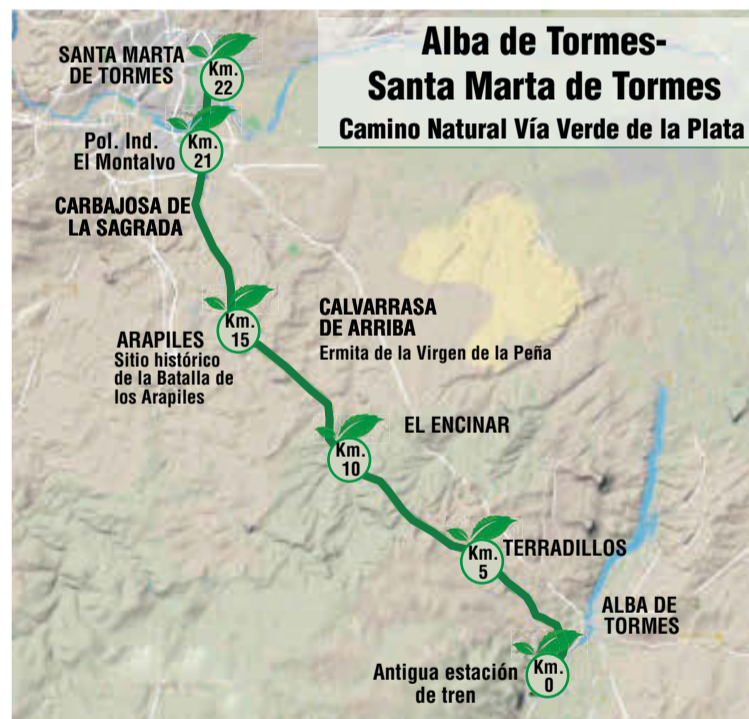 Alba de Tormes-
Santa Marta de Tormes
Camino Natural Vía Verde de la Plata
SANTA MARTA
DE TORMES
Km.
22
Pol. Ind.
El Montalvo
Km.
21
CARBAJOSA DE
LA SAGRADA
Km.
15
ARAPILES
Sitio histórico
de la Batalla de
los Arapiles
CALVARRASA
DE ARRIBA
Ermita de la Virgen de la Peña
EL ENCINAR
Km.
10
TERRADILLOS
Km.
5
ALBA DE
TORMES
Antigua estación
de tren
Km.
0